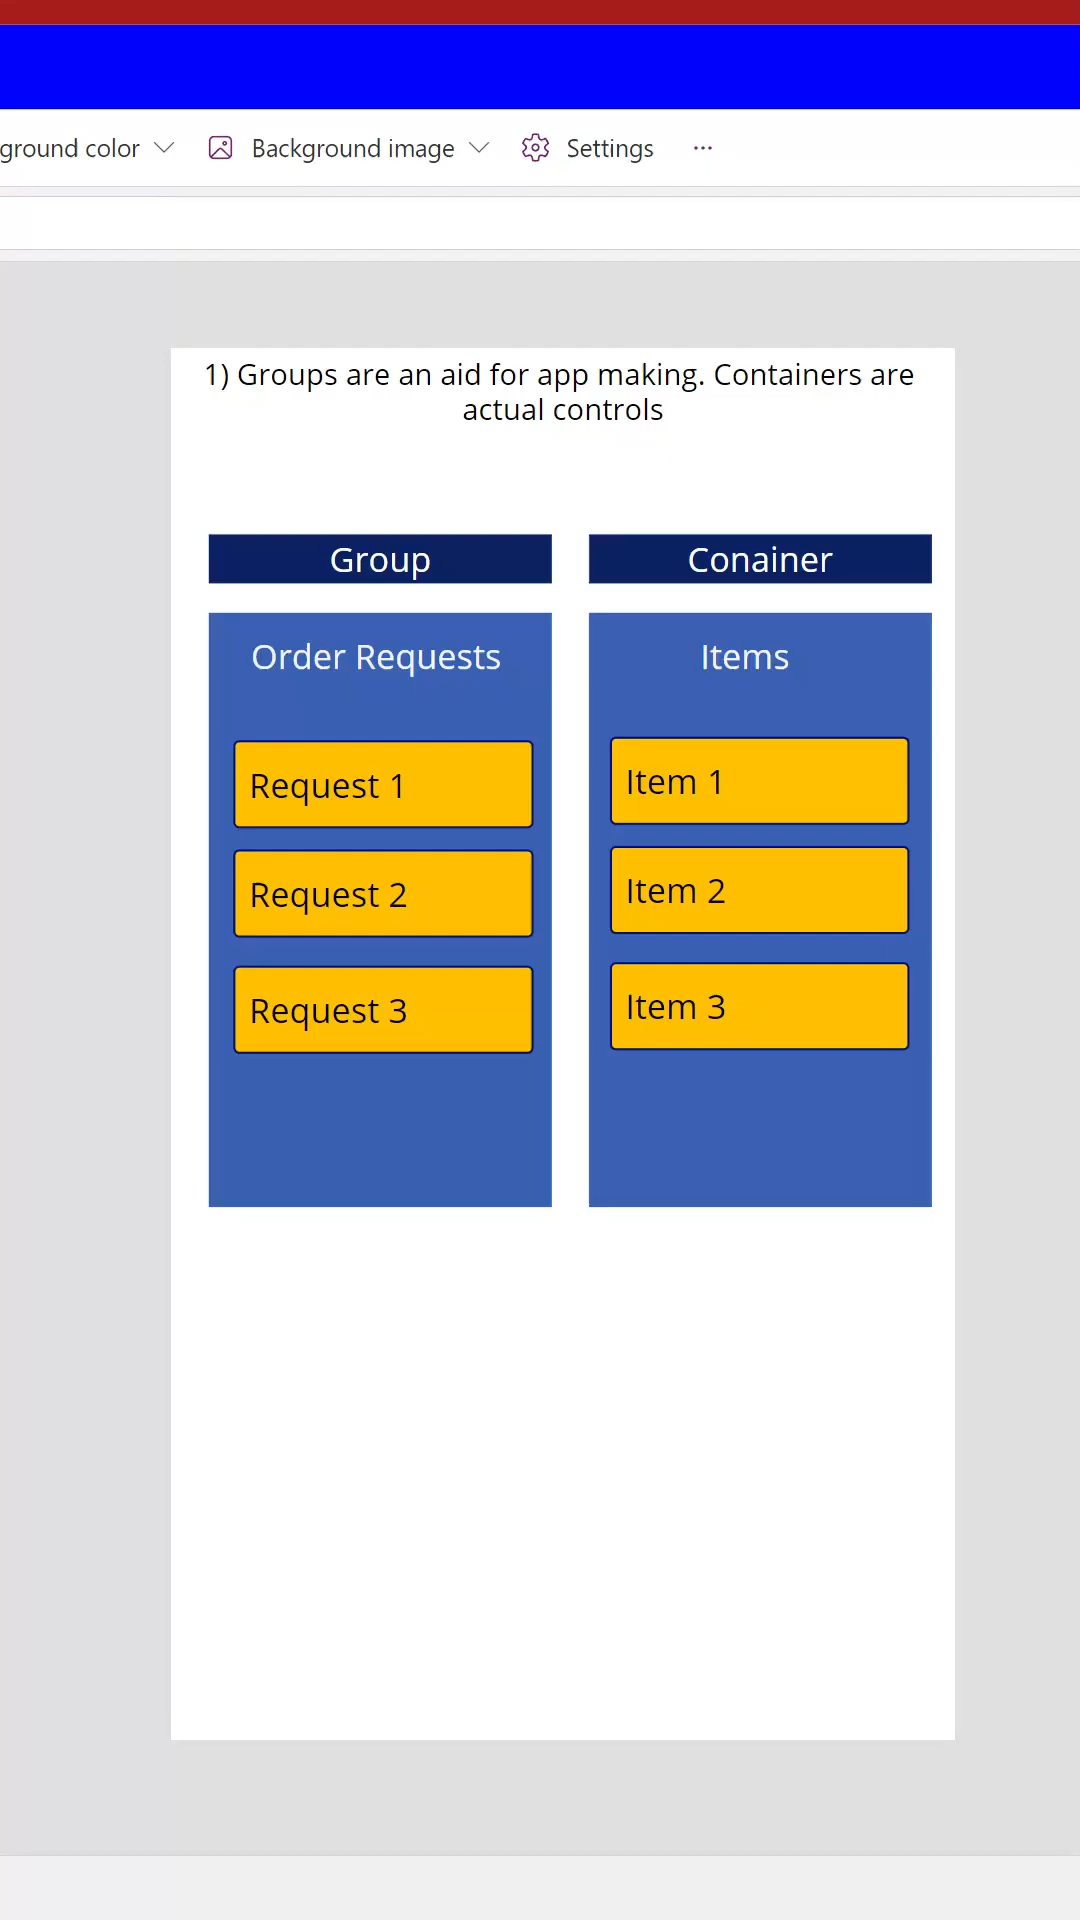 ground color
Background image
Settings
1) Groups are an aid for app making. Containers are
actual controls
Group
Conainer
Order Requests
Items
Request 1
Item 1
Request 2
Item 2
Request 3
Item 3